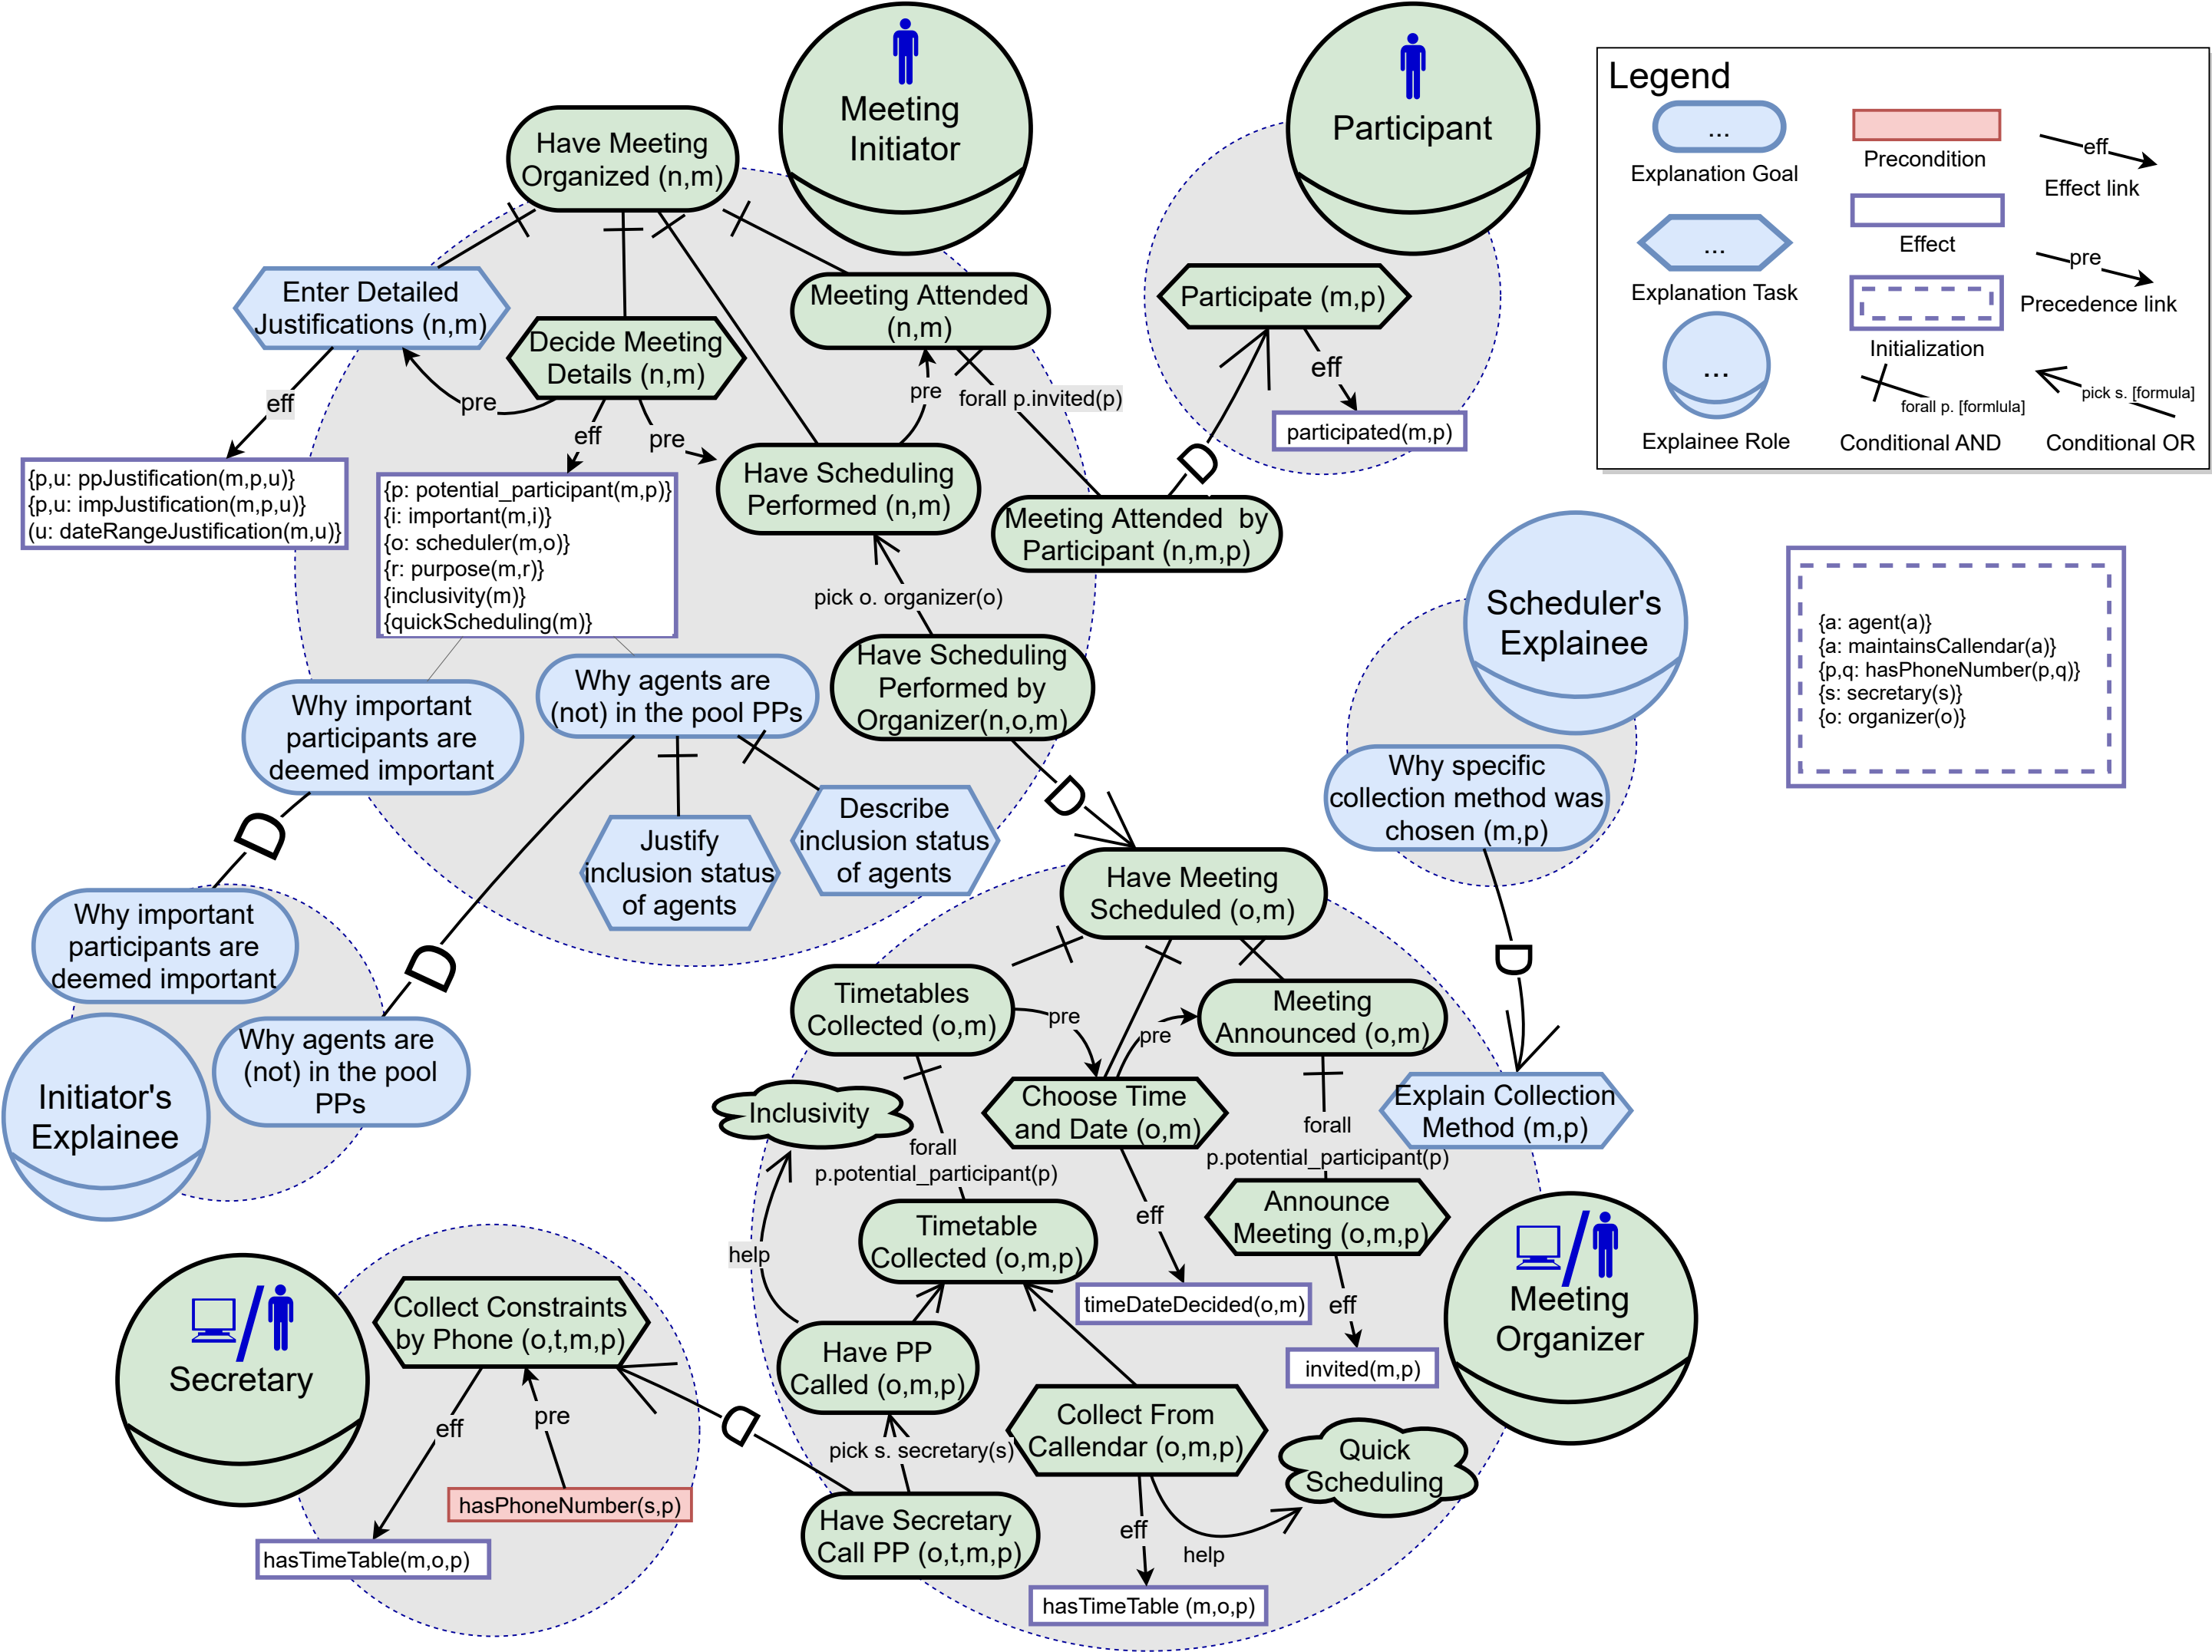 Meeting
Initiator
Participant
Legend
...
Explanation Goal
...
Explanation Task
...
Explainee Role
Precondition
Effect
Initialization
forall p. [formlula]
Conditional AND
eff
Effect link
pre
Precedence link
pick s. [formula]
Conditional OR
Have Meeting
Organized (n,m)
Enter Detailed
Justifications (n,m)
Decide Meeting
Details (n,m)
Meeting Attended
(n,m)
Participate (m,p)
eff
pre
eff
pre
pre
forall p.invited(p)
eff
participated(m,p)
D
{p,u: ppJustification(m,p,u)}
{p,u: impJustification(m,p,u)}
(u: dateRangeJustification(m,u)}
{p: potential_participant(m,p)}
{i: important(m,i)}
{o: scheduler(m,o)}
{r: purpose(m,r)}
{inclusivity(m)}
{quickScheduling(m)}
Have Scheduling
Performed (n,m)
Meeting Attended by
Participant (n,m,p)
pick o. organizer(o)
Have Scheduling
Performed by
Organizer(n,o,m)
Scheduler's
Explainee
{a: agent(a)}
{a: maintainsCallendar(a)}
{p,q: hasPhoneNumber(p,q)}
{s: secretary(s)}
{o: organizer(o)}
Why important
participants are
deemed important
Why agents are
(not) in the pool PPs
Why specific
collection method was
chosen (m,p)
D
D
Justify
inclusion status
of agents
Describe
inclusion status
of agents
Why important
participants are
deemed important
D
D
Why agents are
(not) in the pool
PPs
Initiator's
Explainee
Have Meeting
Scheduled (o,m)
Timetables
Collected (o,m)
pre
pre
Meeting
Announced (o,m)
Inclusivity
Choose Time
and Date (o,m)
Explain Collection
Method (m,p)
forall
p.potential_participant(p)
forall
p.potential_participant(p)
Timetable
Collected (o,m,p)
eff
Announce
Meeting (o,m,p)
help
timeDateDecided(o,m)
eff
invited(m,p)
Meeting
Organizer
Secretary
Collect Constraints
by Phone (o,t,m,p)
eff
pre
hasPhoneNumber(s,p)
hasTimeTable(m,o,p)
D
Have PP
Called (o,m,p)
pick s. secretary(s)
Collect From
Callendar (o,m,p)
Quick
Scheduling
Have Secretary
Call PP (o,t,m,p)
eff
help
hasTimeTable (m,o,p)